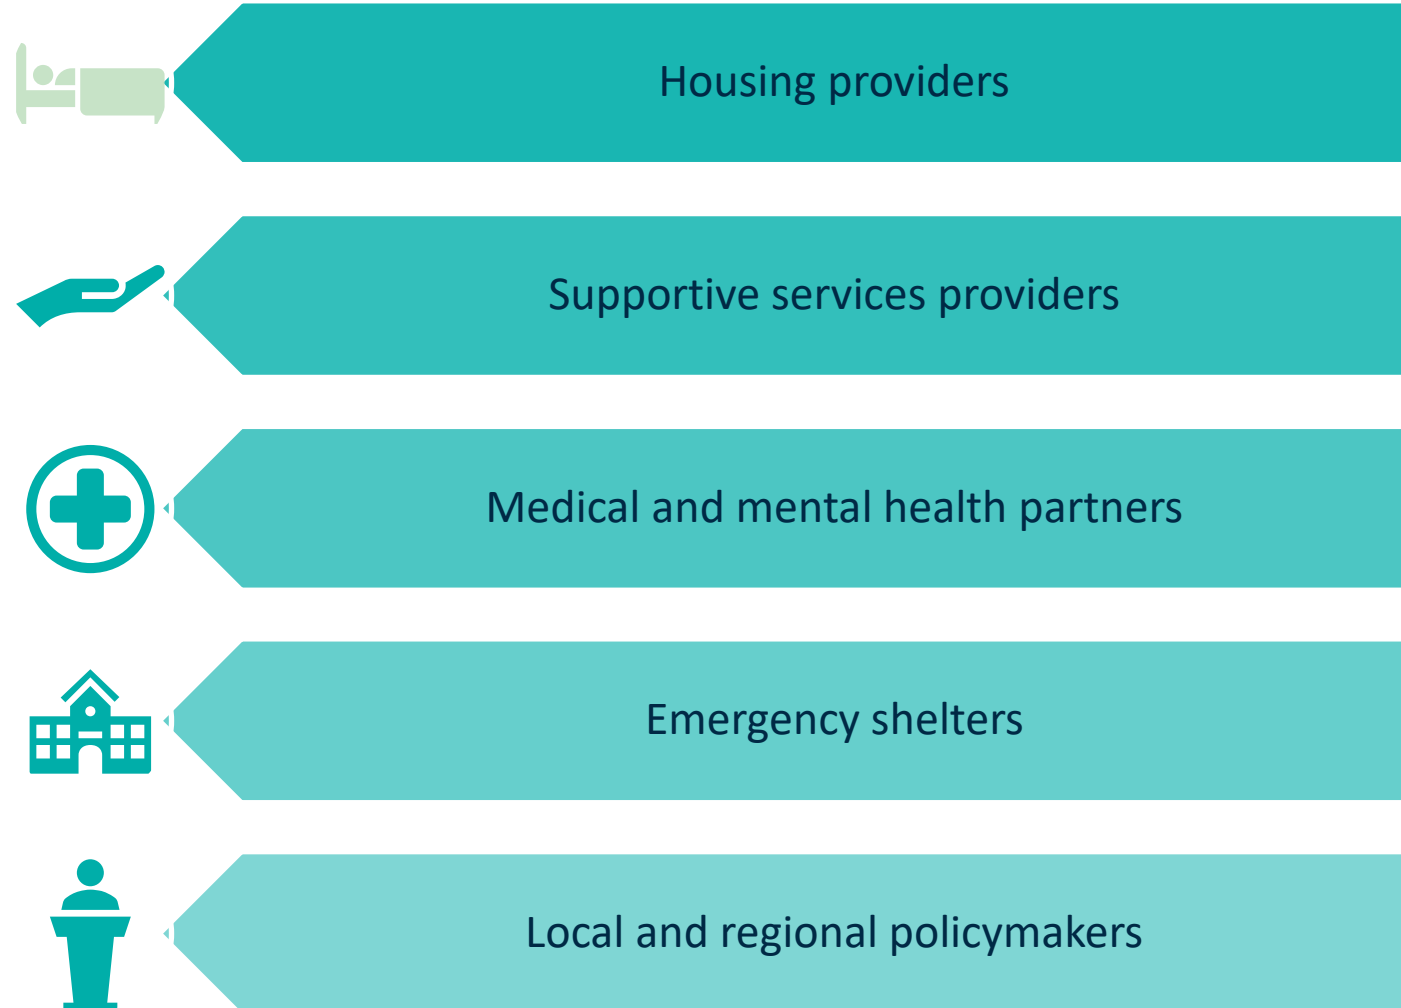 Housing providers
Supportive services providers
Medical and mental health partners
Emergency shelters
Local and regional policymakers